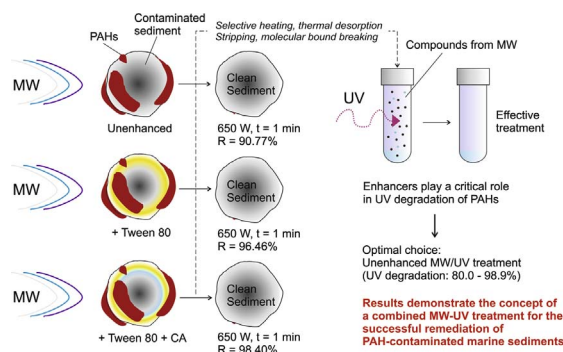 Contaminated
sediment
PAHs
MW
Unenhanced
Clean
Sediment
650 W, t = 1 min
R = 90.77%
MW
+ Tween 80
Clean
Sediment
650 W, t = 1 min
R = 96.46%
MW
+ Tween 80 + CA
Clean
Sediment
650 W, t = 1 min
R = 98.40%
Selective heating, thermal desorption
Stripping, molecular bound breaking
Compounds from MW
UV
Effective
treatment
Enhancers play a critical role
in UV degradation of PAHs
Optimal choice:
Unenhanced MW/UV treatment
(UV degradation: 80.0 - 98.9%)
Results demonstrate the concept of
a combined MW-UV treatment for the
successful remediation of
PAH-contaminated marine sediments